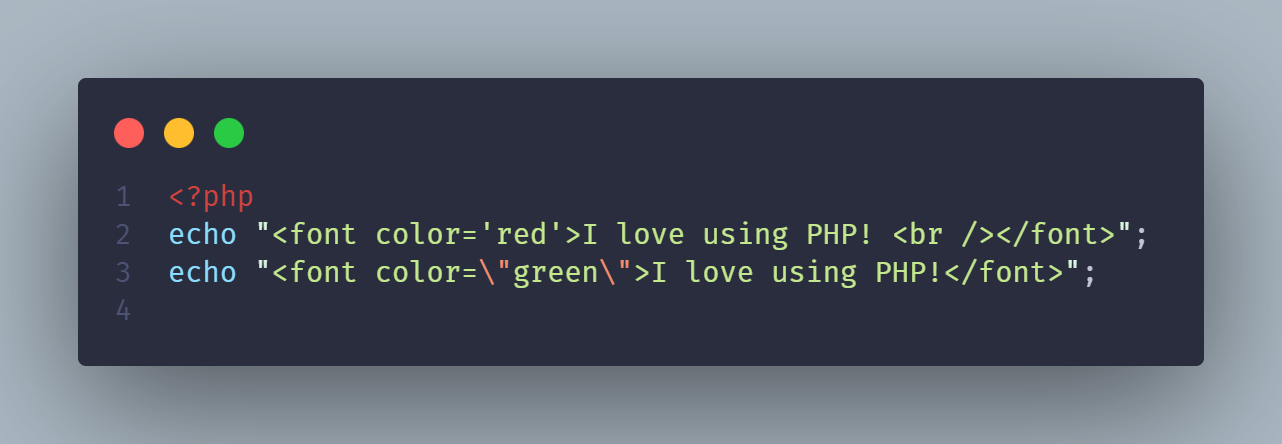 1 <?php
2 echo "<font color='red'>I love using PHP! <br /></font>";
3 echo "<font color=\"green\">I love using PHP!</font>";
4